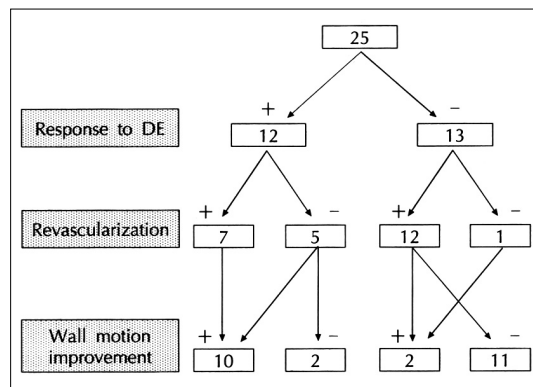 25
+ −
Response to DE
12 13
+ − + −
Revascularization
7 5 12 1
+ − + −
Wall motion
improvement
10 2 2 11